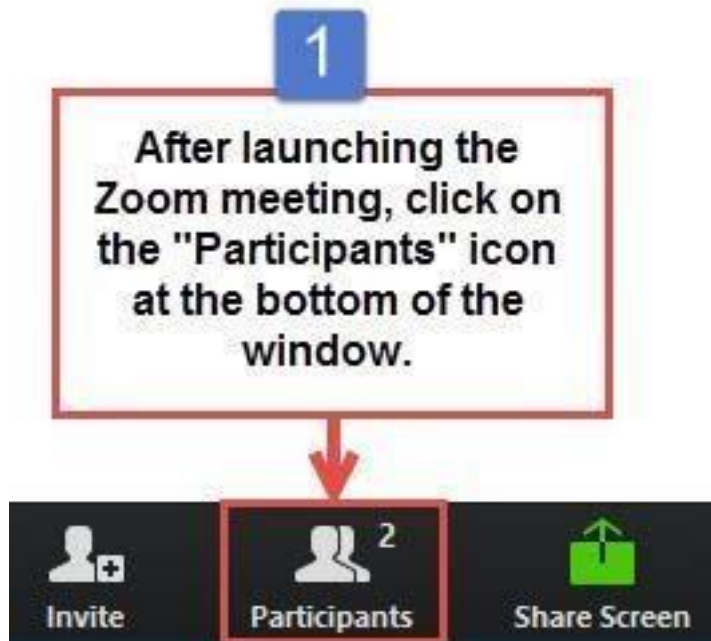 1
After launching the
Zoom meeting, click on
the "Participants" icon
at the bottom of the
window.
2
Invite
Participants
Share Screen